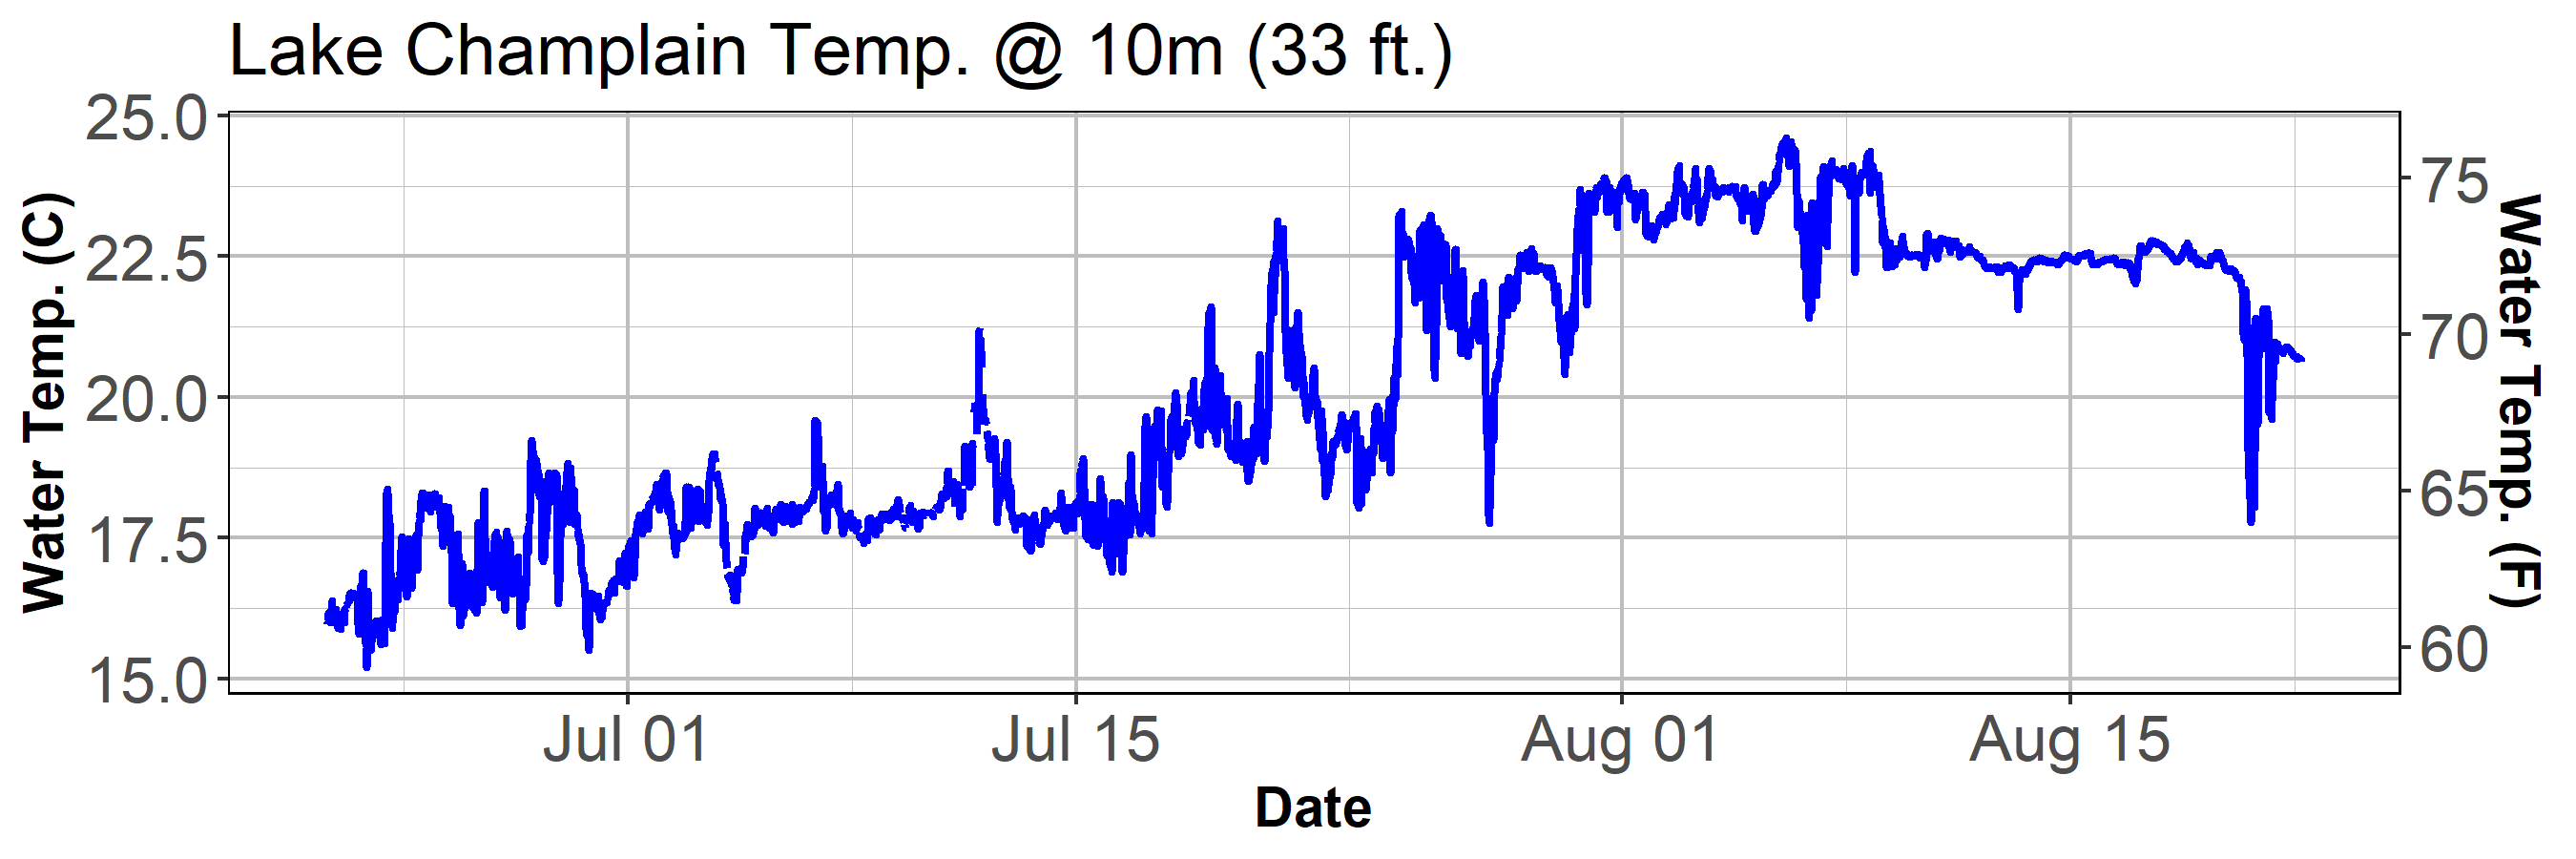 Lake Champlain Temp. @ 10m (33 ft.)
Water Temp. (C)
25.0
22.5
20.0
17.5
15.0
75
70
65
60
Water Temp. (F)
Jul 01
Jul 15
Aug 01
Aug 15
Date